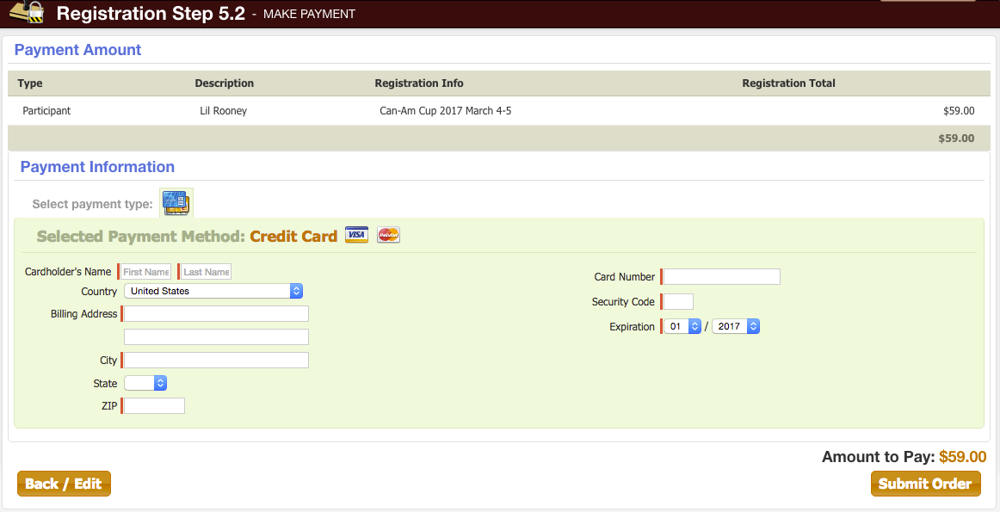 Registration Step 5.2 - MAKE PAYMENT
Payment Amount
Type Description Registration Info Registration Total
Participant Lil Rooney Can-Am Cup 2017 March 4-5 $59.00
$59.00
Payment Information
Select payment type:
Selected Payment Method: Credit Card VISA MasterCard
Cardholder's Name First Name Last Name
Card Number
Country United States
Security Code
Billing Address
Expiration 01 / 2017
City
State
ZIP
Amount to Pay: $59.00
Back / Edit Submit Order